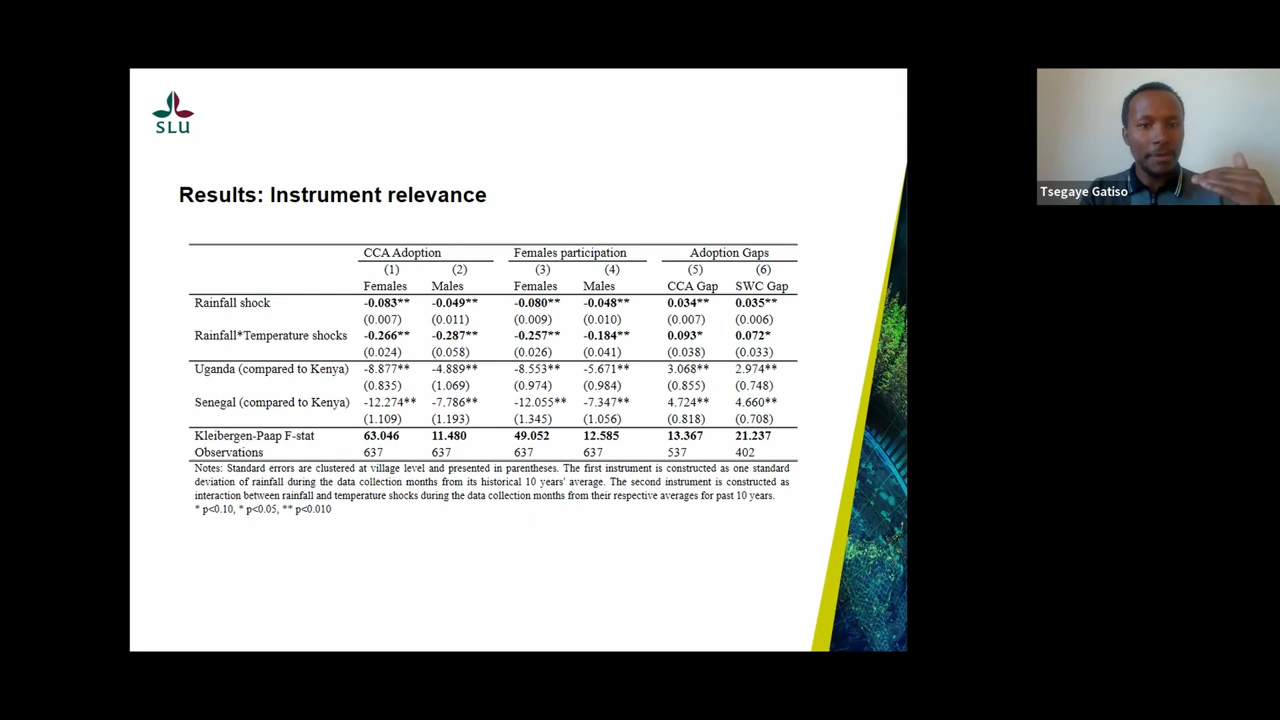 SLU
Results: Instrument relevance
CCA Adoption Females participation Adoption Gaps
(1) (2) (3) (4) (5) (6)
Females Males Females Males CCA Gap SWC Gap
Rainfall shock -0.083** -0.049** -0.080** -0.048** 0.034** 0.035**
(0.007) (0.011) (0.009) (0.010) (0.007) (0.006)
Rainfall*Temperature shocks -0.266** -0.287** -0.257** -0.184** 0.093* 0.072*
(0.024) (0.058) (0.026) (0.041) (0.038) (0.033)
Uganda (compared to Kenya) -8.877** -4.889** -8.553** -5.671** 3.068** 2.974**
(0.835) (1.069) (0.974) (0.984) (0.855) (0.748)
Senegal (compared to Kenya) -12.274** -7.786** -12.055** -7.347** 4.724** 4.660**
(1.109) (1.193) (1.345) (1.056) (0.818) (0.708)
Kleibergen-Paap F-stat 63.046 11.480 49.052 12.585 13.367 21.237
Observations 637 637 637 637 537 402
Notes: Standard errors are clustered at village level and presented in parentheses. The first instrument is constructed as one standard
deviation of rainfall during the data collection months from its historical 10 years' average. The second instrument is constructed as
interaction between rainfall and temperature shocks during the data collection months from their respective averages for past 10 years.
* p<0.10, * p<0.05, ** p<0.010
Tsegaye Gatiso